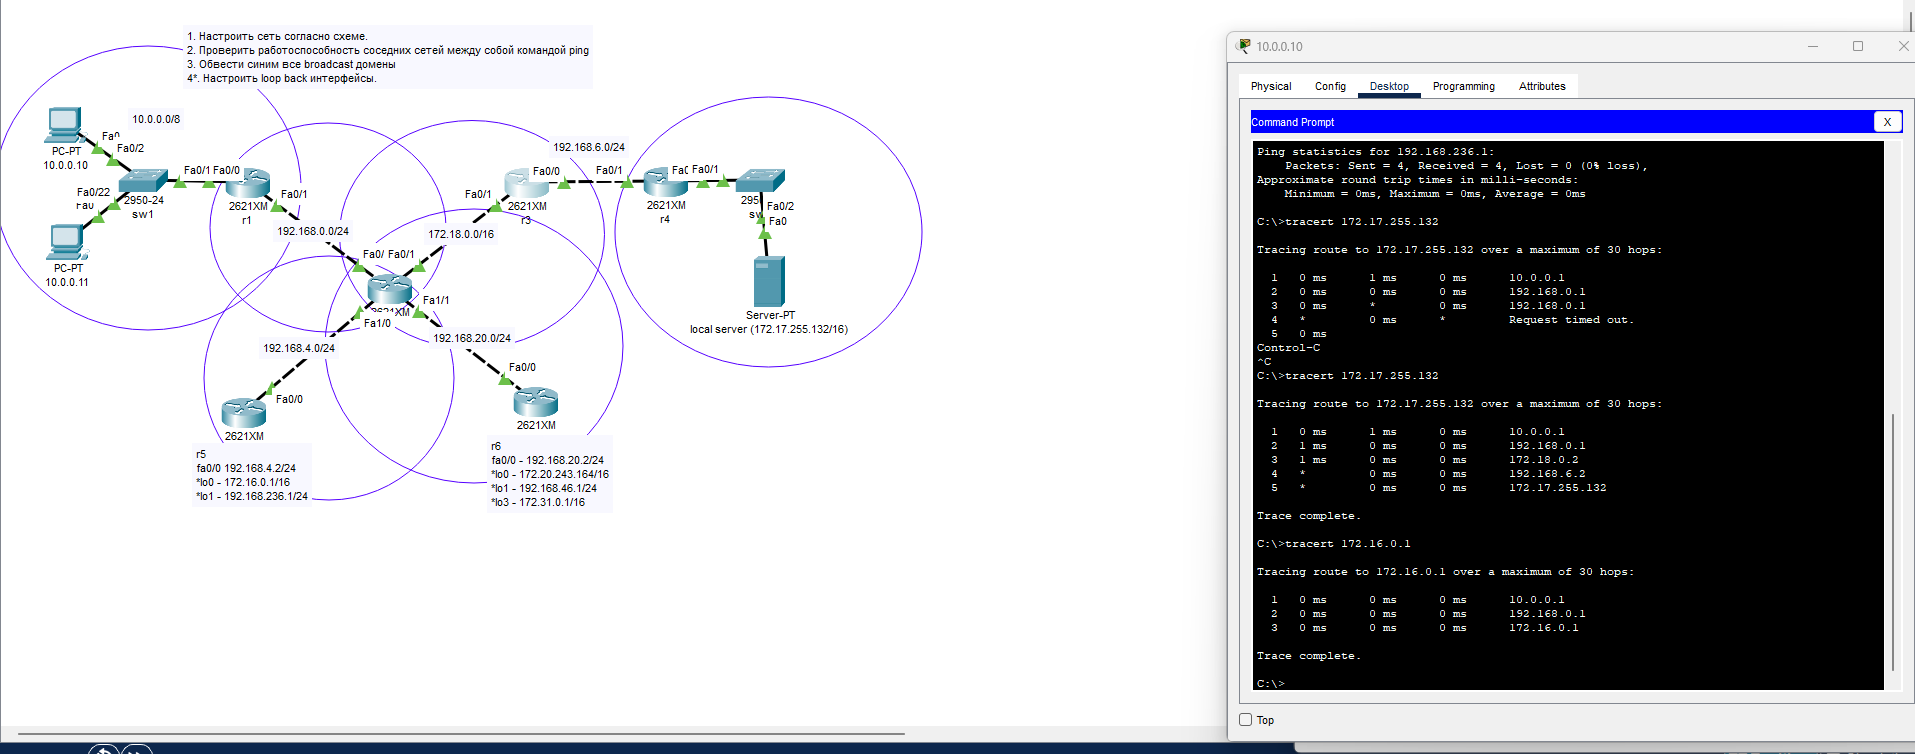 1. Настроить сеть согласно схеме.
2. Проверить работоспособность соседних сетей между собой командой ping
3. Обвести синим все broadcast домены
4*. Настроить loop back интерфейсы.
10.0.0.0/8
Fa0
PC-PT
10.0.0.10
Fa0/2
Fa0/22
Fa0
PC-PT
10.0.0.11
2950-24
sw1
Fa0/1
Fa0/0
2621XM
r1
Fa0/1
192.168.0.0/24
Fa0/
Fa0/1
Fa1/1
Fa1/0
172.18.0.0/16
Fa0/1
2621XM
r3
Fa0/0
192.168.6.0/24
Fa0/1
2621XM
r4
Fa0/1
Fa0/2
Fa0
Server-PT
local server (172.17.255.132/16)
192.168.4.0/24
Fa0/0
2621XM
r5
fa0/0 192.168.4.2/24
*lo0 - 172.16.0.1/16
*lo1 - 192.168.236.1/24
192.168.20.0/24
Fa0/0
2621XM
r6
fa0/0 - 192.168.20.2/24
*lo0 - 172.20.243.164/16
*lo1 - 192.168.46.1/24
*lo3 - 172.31.0.1/16
10.0.0.10
Physical Config Desktop Programming Attributes
Command Prompt
X
Ping statistics for 192.168.236.1:
Packets: Sent = 4, Received = 4, Lost = 0 (0% loss),
Approximate round trip times in milli-seconds:
Minimum = 0ms, Maximum = 0ms, Average = 0ms
C:\>tracert 172.17.255.132
Tracing route to 172.17.255.132 over a maximum of 30 hops:
1 0 ms 1 ms 0 ms 10.0.0.1
2 0 ms 0 ms 0 ms 192.168.0.1
3 0 ms * 0 ms 192.168.0.1
4 * 0 ms * Request timed out.
5 0 ms
Control-C
^C
C:\>tracert 172.17.255.132
Tracing route to 172.17.255.132 over a maximum of 30 hops:
1 0 ms 1 ms 0 ms 10.0.0.1
2 1 ms 0 ms 0 ms 192.168.0.1
3 1 ms 0 ms 0 ms 172.18.0.2
4 * 0 ms 0 ms 192.168.6.2
5 * 0 ms 0 ms 172.17.255.132
Trace complete.
C:\>tracert 172.16.0.1
Tracing route to 172.16.0.1 over a maximum of 30 hops:
1 0 ms 0 ms 0 ms 10.0.0.1
2 0 ms 0 ms 0 ms 192.168.0.1
3 0 ms 0 ms 0 ms 172.16.0.1
Trace complete.
C:\>
Top